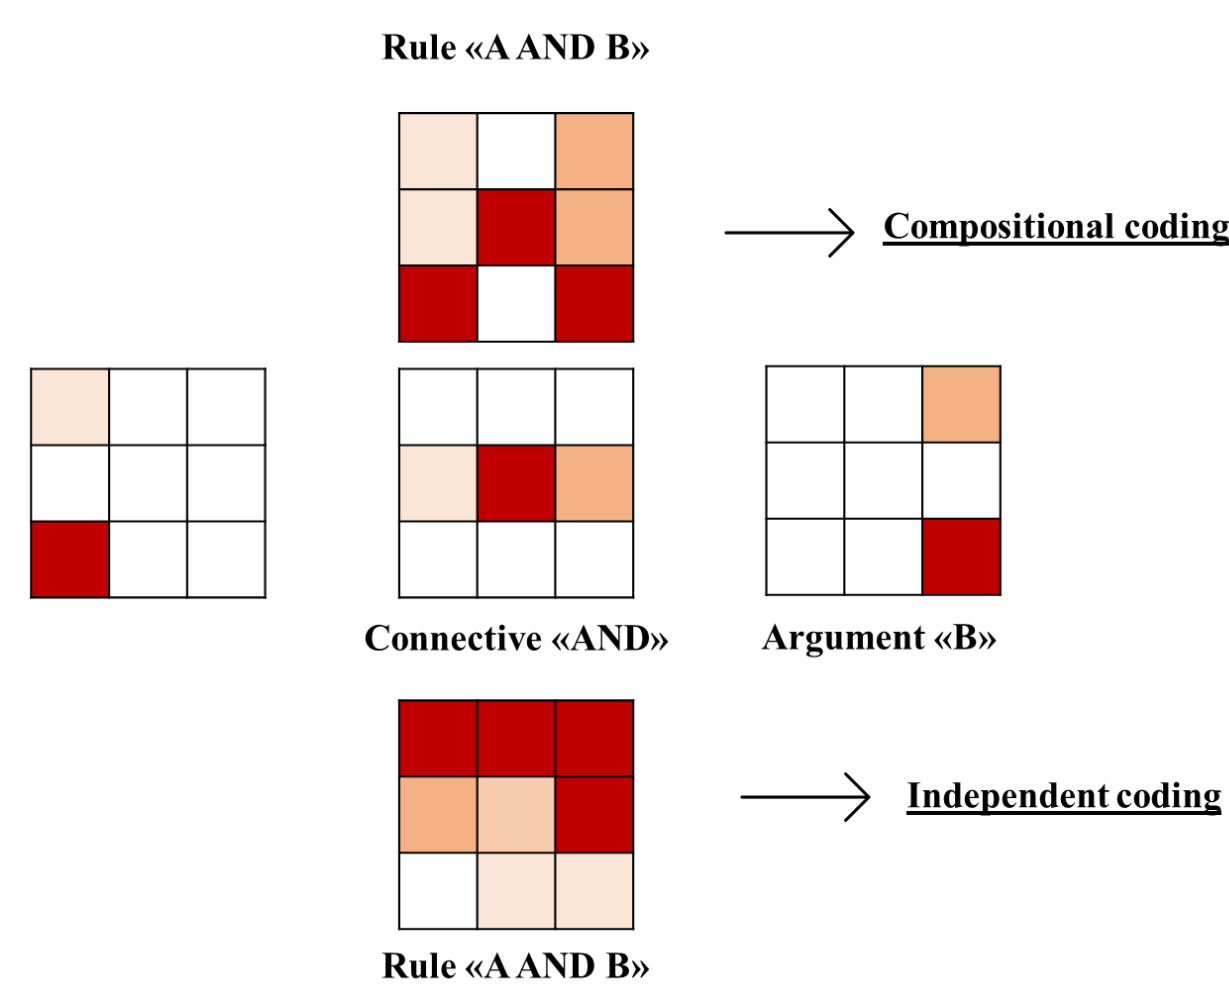 Rule «A AND B»
Compositional coding
Connective «AND»
Argument «B»
Independent coding
Rule «A AND B»